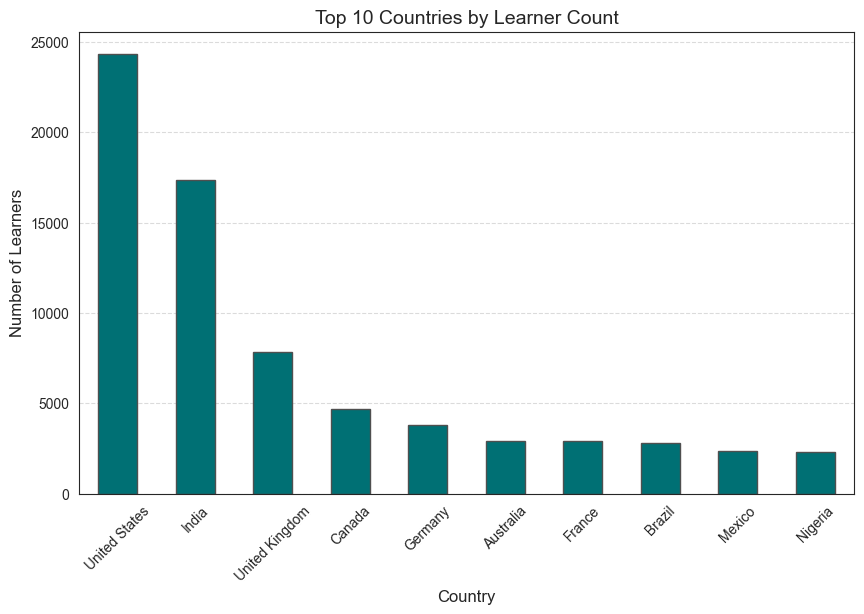 Top 10 Countries by Learner Count
Number of Learners
25000
20000
15000
10000
5000
0
United States
India
United Kingdom
Canada
Germany
Australia
France
Brazil
Mexico
Nigeria
Country